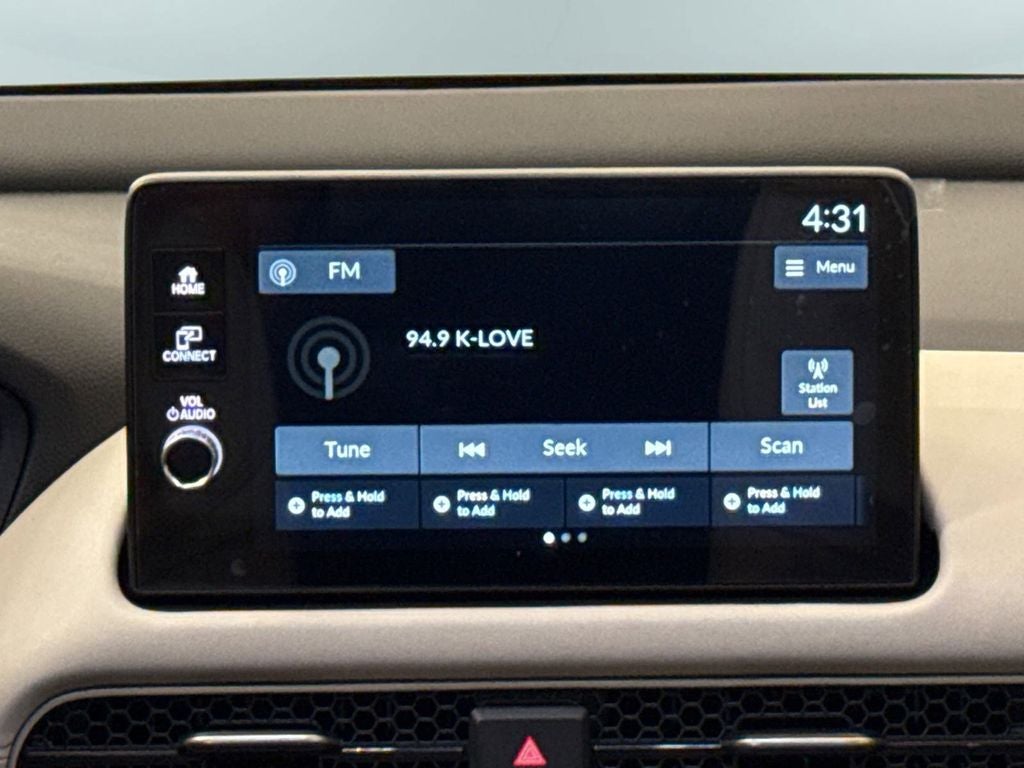 4:31
HOME
FM
Menu
94.9 K-LOVE
CONNECT
Station
List
VOL
AUDIO
Tune
Seek
Scan
Press & Hold
to Add
Press & Hold
to Add
Press & Hold
to Add
Press & Hold
to Add